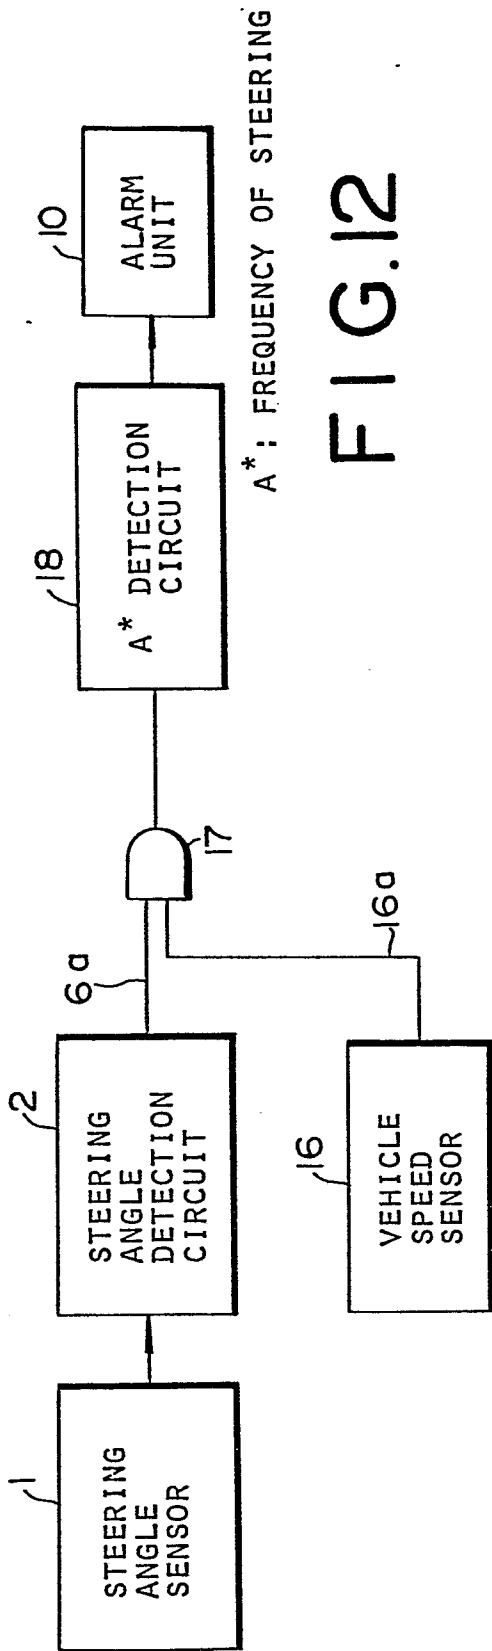 1
STEERING
ANGLE
SENSOR
2
STEERING
ANGLE
DETECTION
CIRCUIT
6a
16
VEHICLE
SPEED
SENSOR
16a
17
18
A* DETECTION
CIRCUIT
10
ALARM
UNIT
A* : FREQUENCY OF STEERING
FIG.12